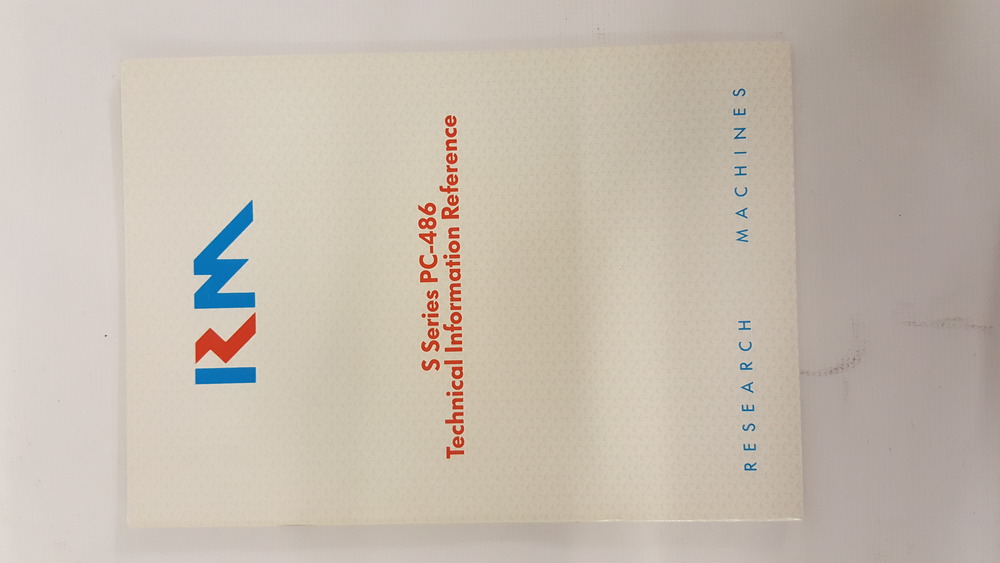 RM
S Series PC-486
Technical Information Reference
RESEARCH MACHINES